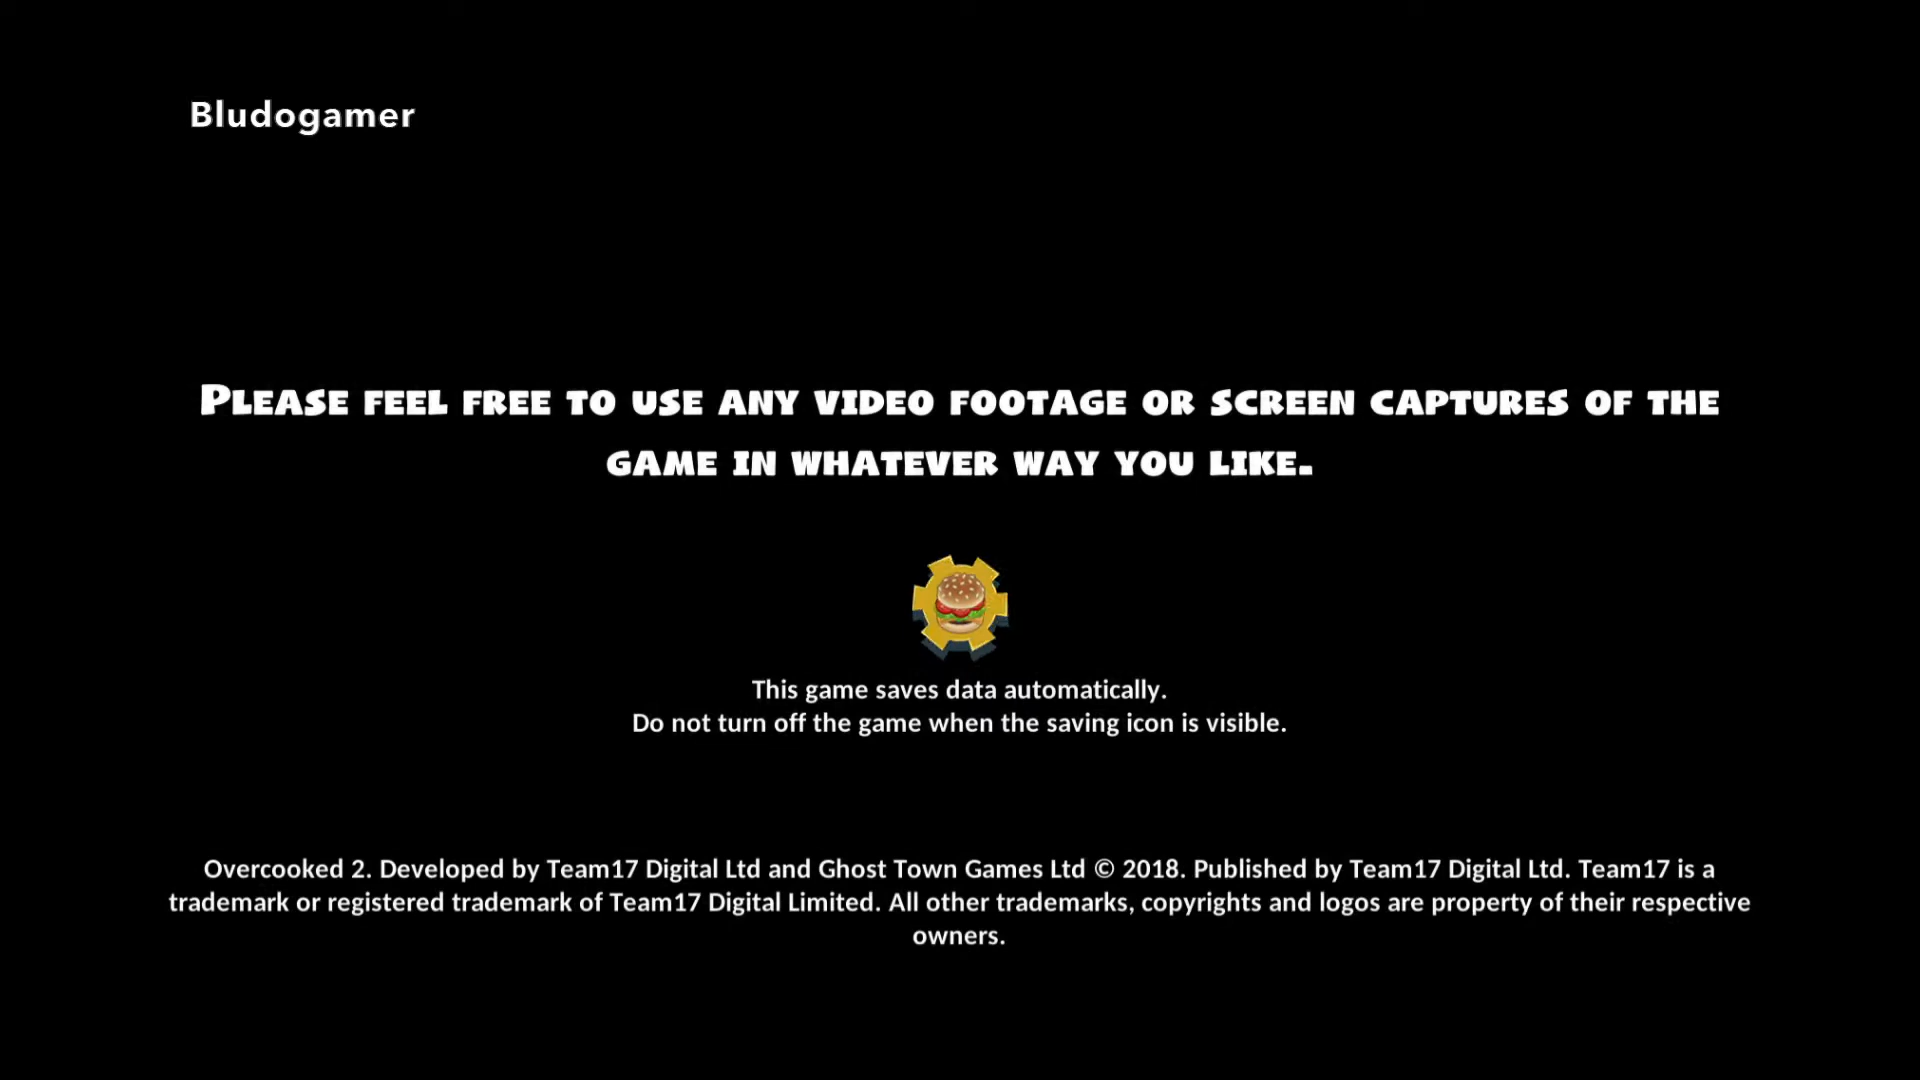 Bludogamer
PLEASE FEEL FREE TO USE ANY VIDEO FOOTAGE OR SCREEN CAPTURES OF THE
GAME IN WHATEVER WAY YOU LIKE.
This game saves data automatically.
Do not turn off the game when the saving icon is visible.
Overcooked 2. Developed by Team17 Digital Ltd and Ghost Town Games Ltd © 2018. Published by Team17 Digital Ltd. Team17 is a
trademark or registered trademark of Team17 Digital Limited. All other trademarks, copyrights and logos are property of their respective
owners.